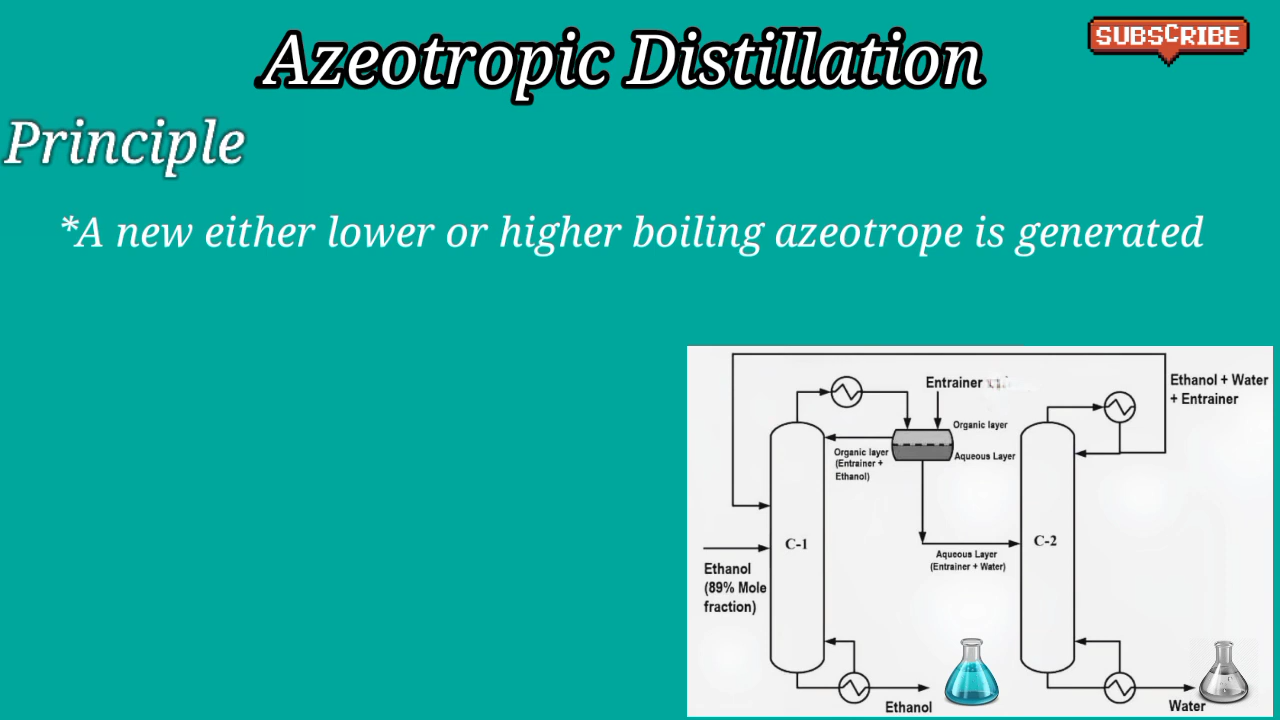 Azeotropic Distillation
SUBSCRIBE
Principle
*A new either lower or higher boiling azeotrope is generated
Entrainer
Ethanol + Water
+ Entrainer
Organic layer
Organic layer
(Entrainer +
Ethanol)
Aqueous Layer
C-1
C-2
Aqueous Layer
(Entrainer + Water)
Ethanol
(89% Mole
fraction)
Ethanol
Water